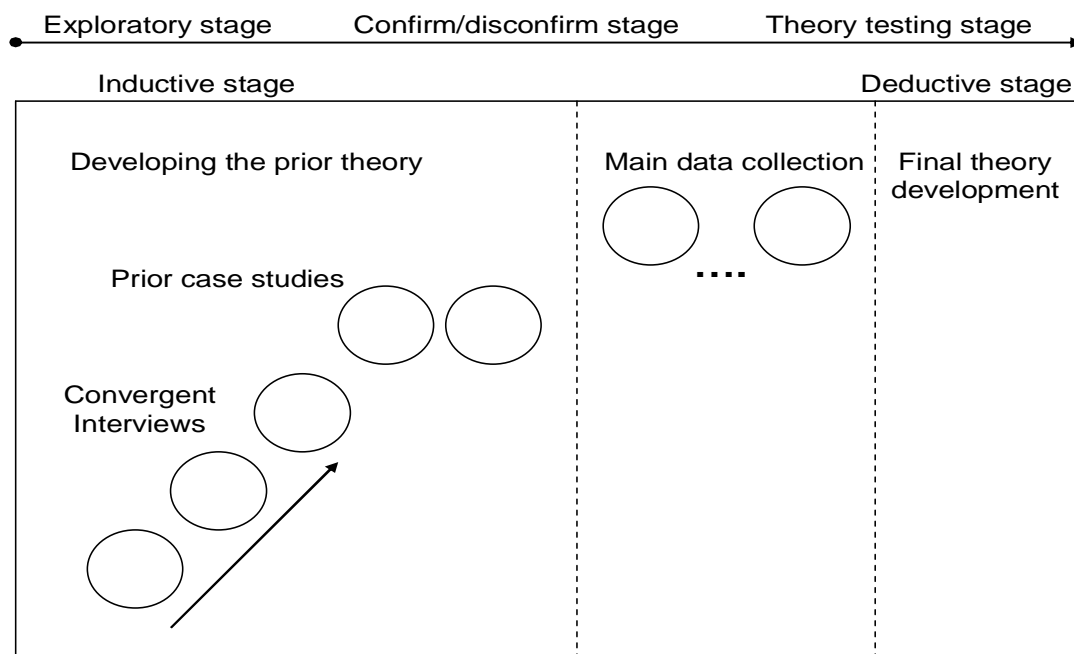 Exploratory stage Confirm/disconfirm stage Theory testing stage
Inductive stage Deductive stage
Developing the prior theory Main data collection Final theory
development
Prior case studies
....
Convergent
Interviews